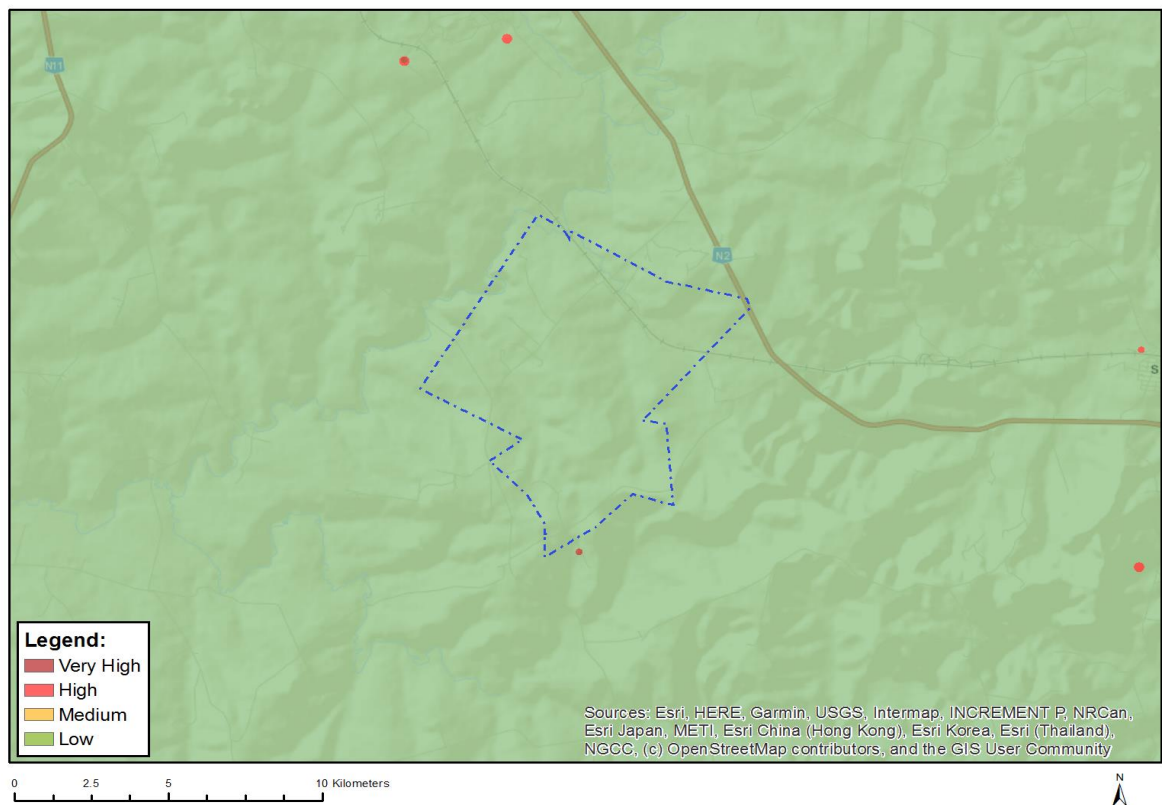 N11
N2
S
Legend:
Very High
High
Medium
Low
Sources: Esri, HERE, Garmin, USGS, Intermap, INCREMENT P, NRCan,
Esri Japan, METI, Esri China (Hong Kong), Esri Korea, Esri (Thailand),
NGCC, (c) OpenStreetMap contributors, and the GIS User Community
0 2.5 5 10 Kilometers
N